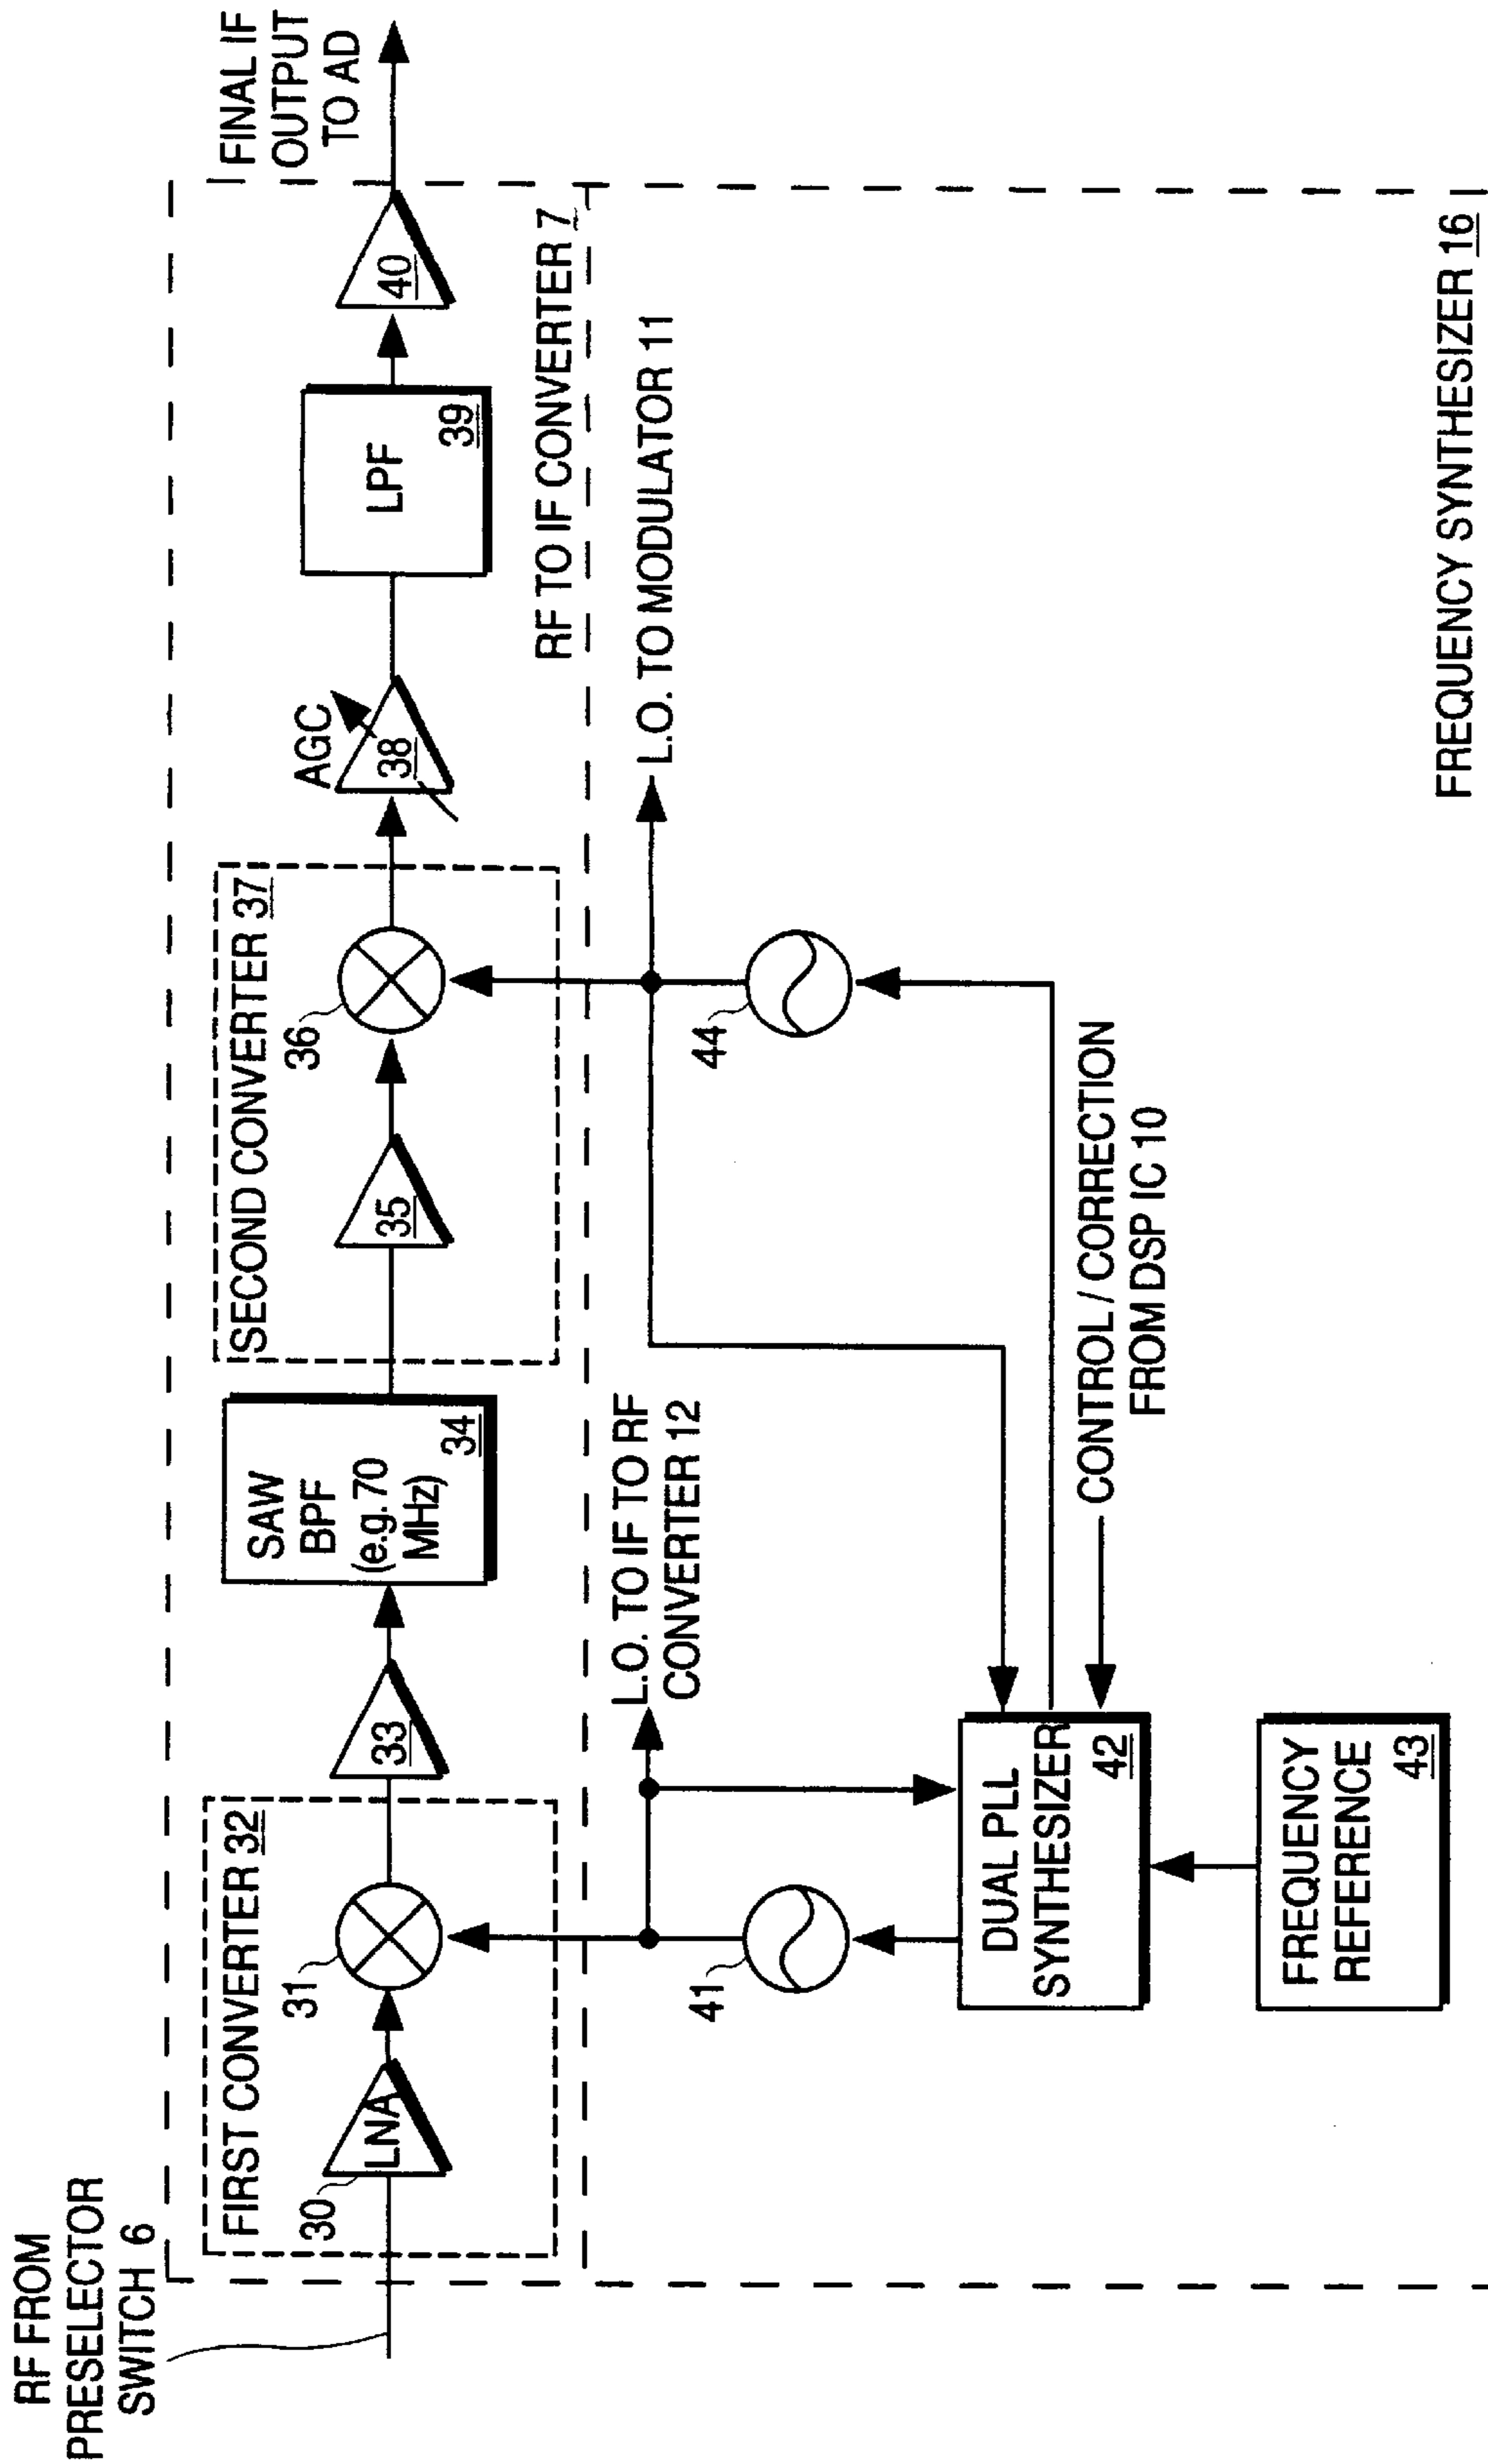 RF FROM
PRESELECTOR
SWITCH 6
FIRST CONVERTER 32
30
LNA
31
33
SAW
BPF
(e.g. 70
MHz)
34
SECOND CONVERTER 37
35
36
AGC
38
LPF
39
40
FINAL IF
OUTPUT
TO AD
RF TO IF CONVERTER 7
L.O. TO IF TO RF
CONVERTER 12
L.O. TO MODULATOR 11
41
44
DUAL PLL
SYNTHESIZER
42
CONTROL / CORRECTION
FROM DSP IC 10
FREQUENCY
REFERENCE
43
FREQUENCY SYNTHESIZER 16